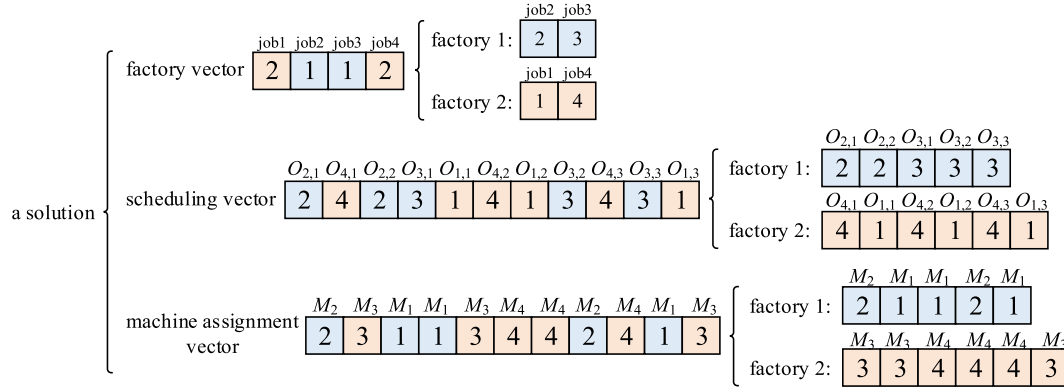 job2 job3
factory 1: 2 3
job1 job2 job3 job4
factory vector 2 1 1 2
job1 job4
factory 2: 1 4
a solution
O2,1 O4,1 O2,2 O3,1 O1,1 O4,2 O1,2 O3,2 O4,3 O3,3 O1,3
scheduling vector 2 4 2 3 1 4 1 3 4 3 1
O2,1 O2,2 O3,1 O3,2 O3,3
factory 1: 2 2 3 3 3
O4,1 O1,1 O4,2 O1,2 O4,3 O1,3
factory 2: 4 1 4 1 4 1
M2 M3 M1 M1 M3 M4 M4 M2 M4 M1 M3
machine assignment
vector
2 3 1 1 3 4 4 2 4 1 3
M2 M1 M1 M2 M1
factory 1: 2 1 1 2 1
M3 M3 M4 M4 M4 M3
factory 2: 3 3 4 4 4 3